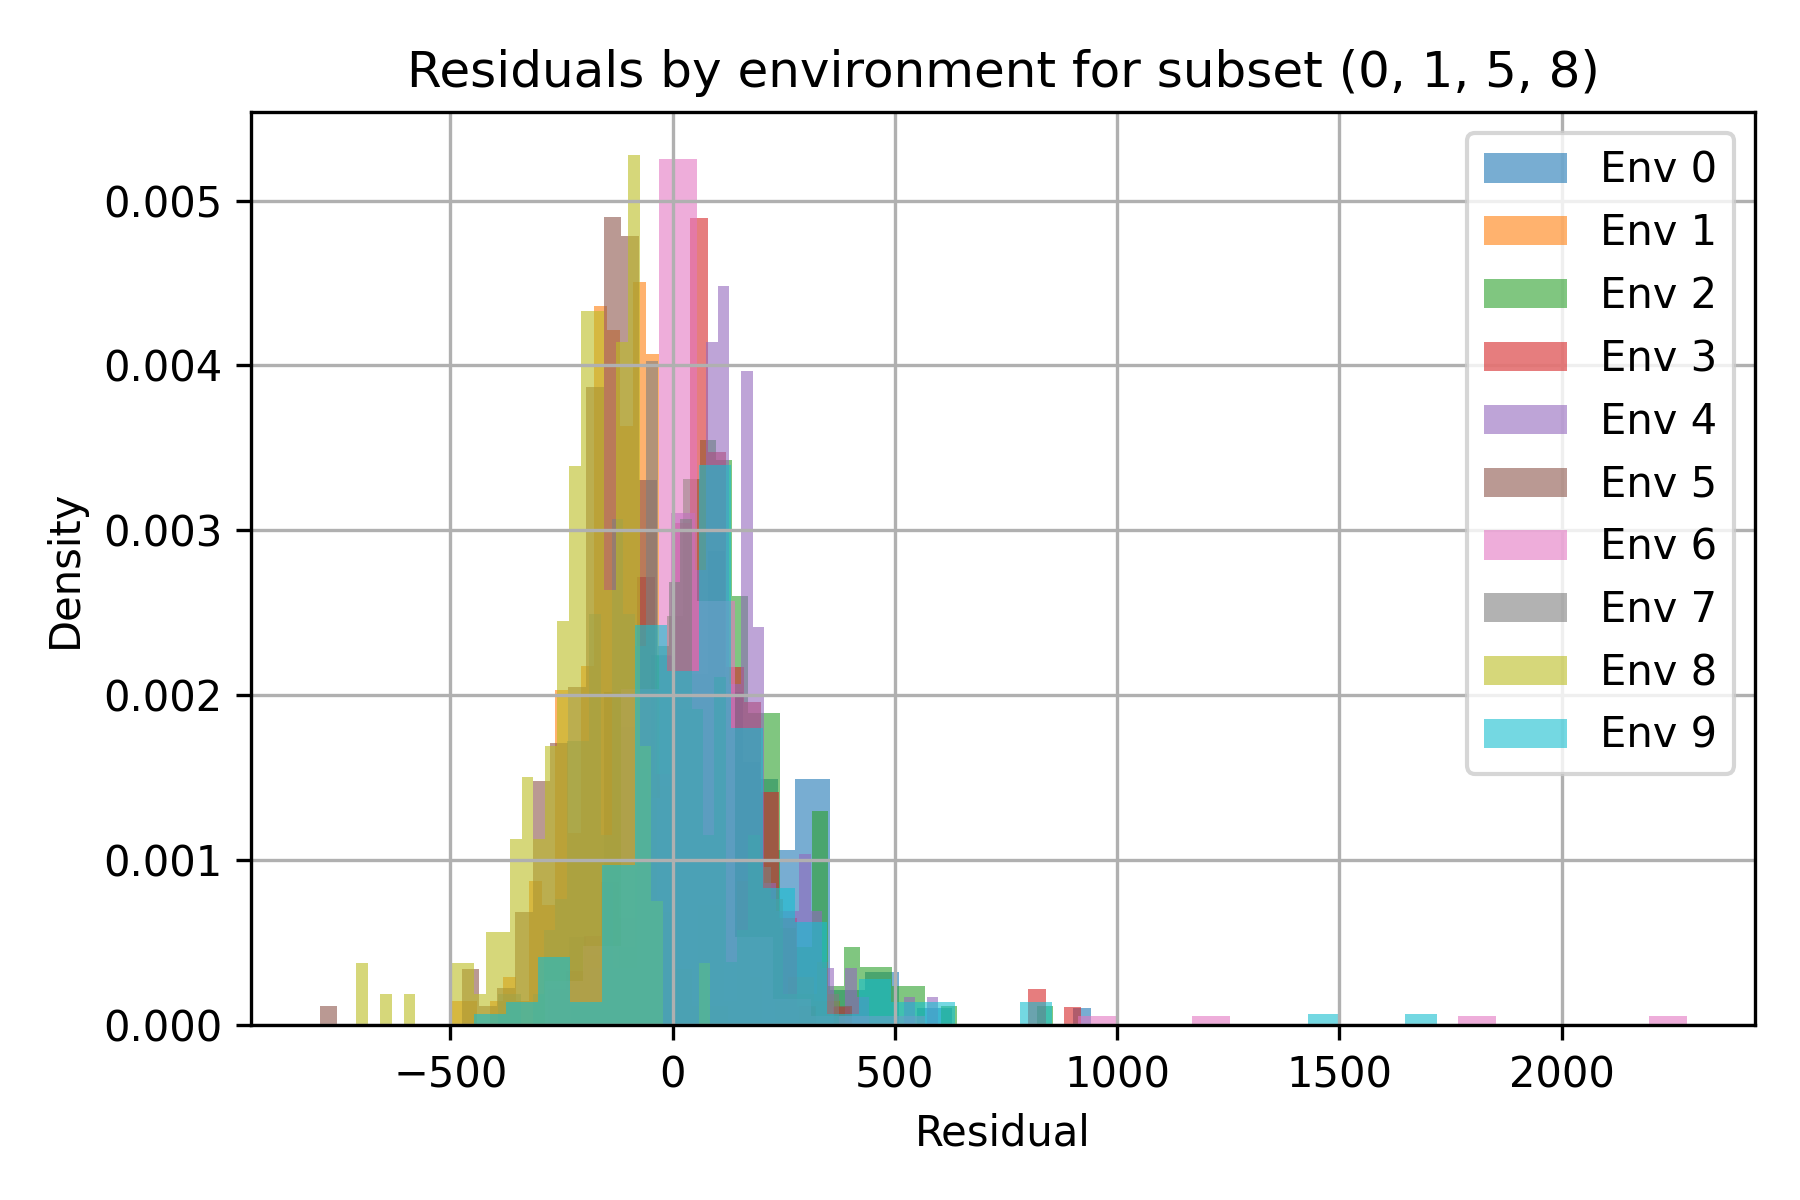 Residuals by environment for subset (0, 1, 5, 8)
Density
0.005
0.004
0.003
0.002
0.001
0.000
−500
0
500
1000
1500
2000
Residual
Env 0
Env 1
Env 2
Env 3
Env 4
Env 5
Env 6
Env 7
Env 8
Env 9